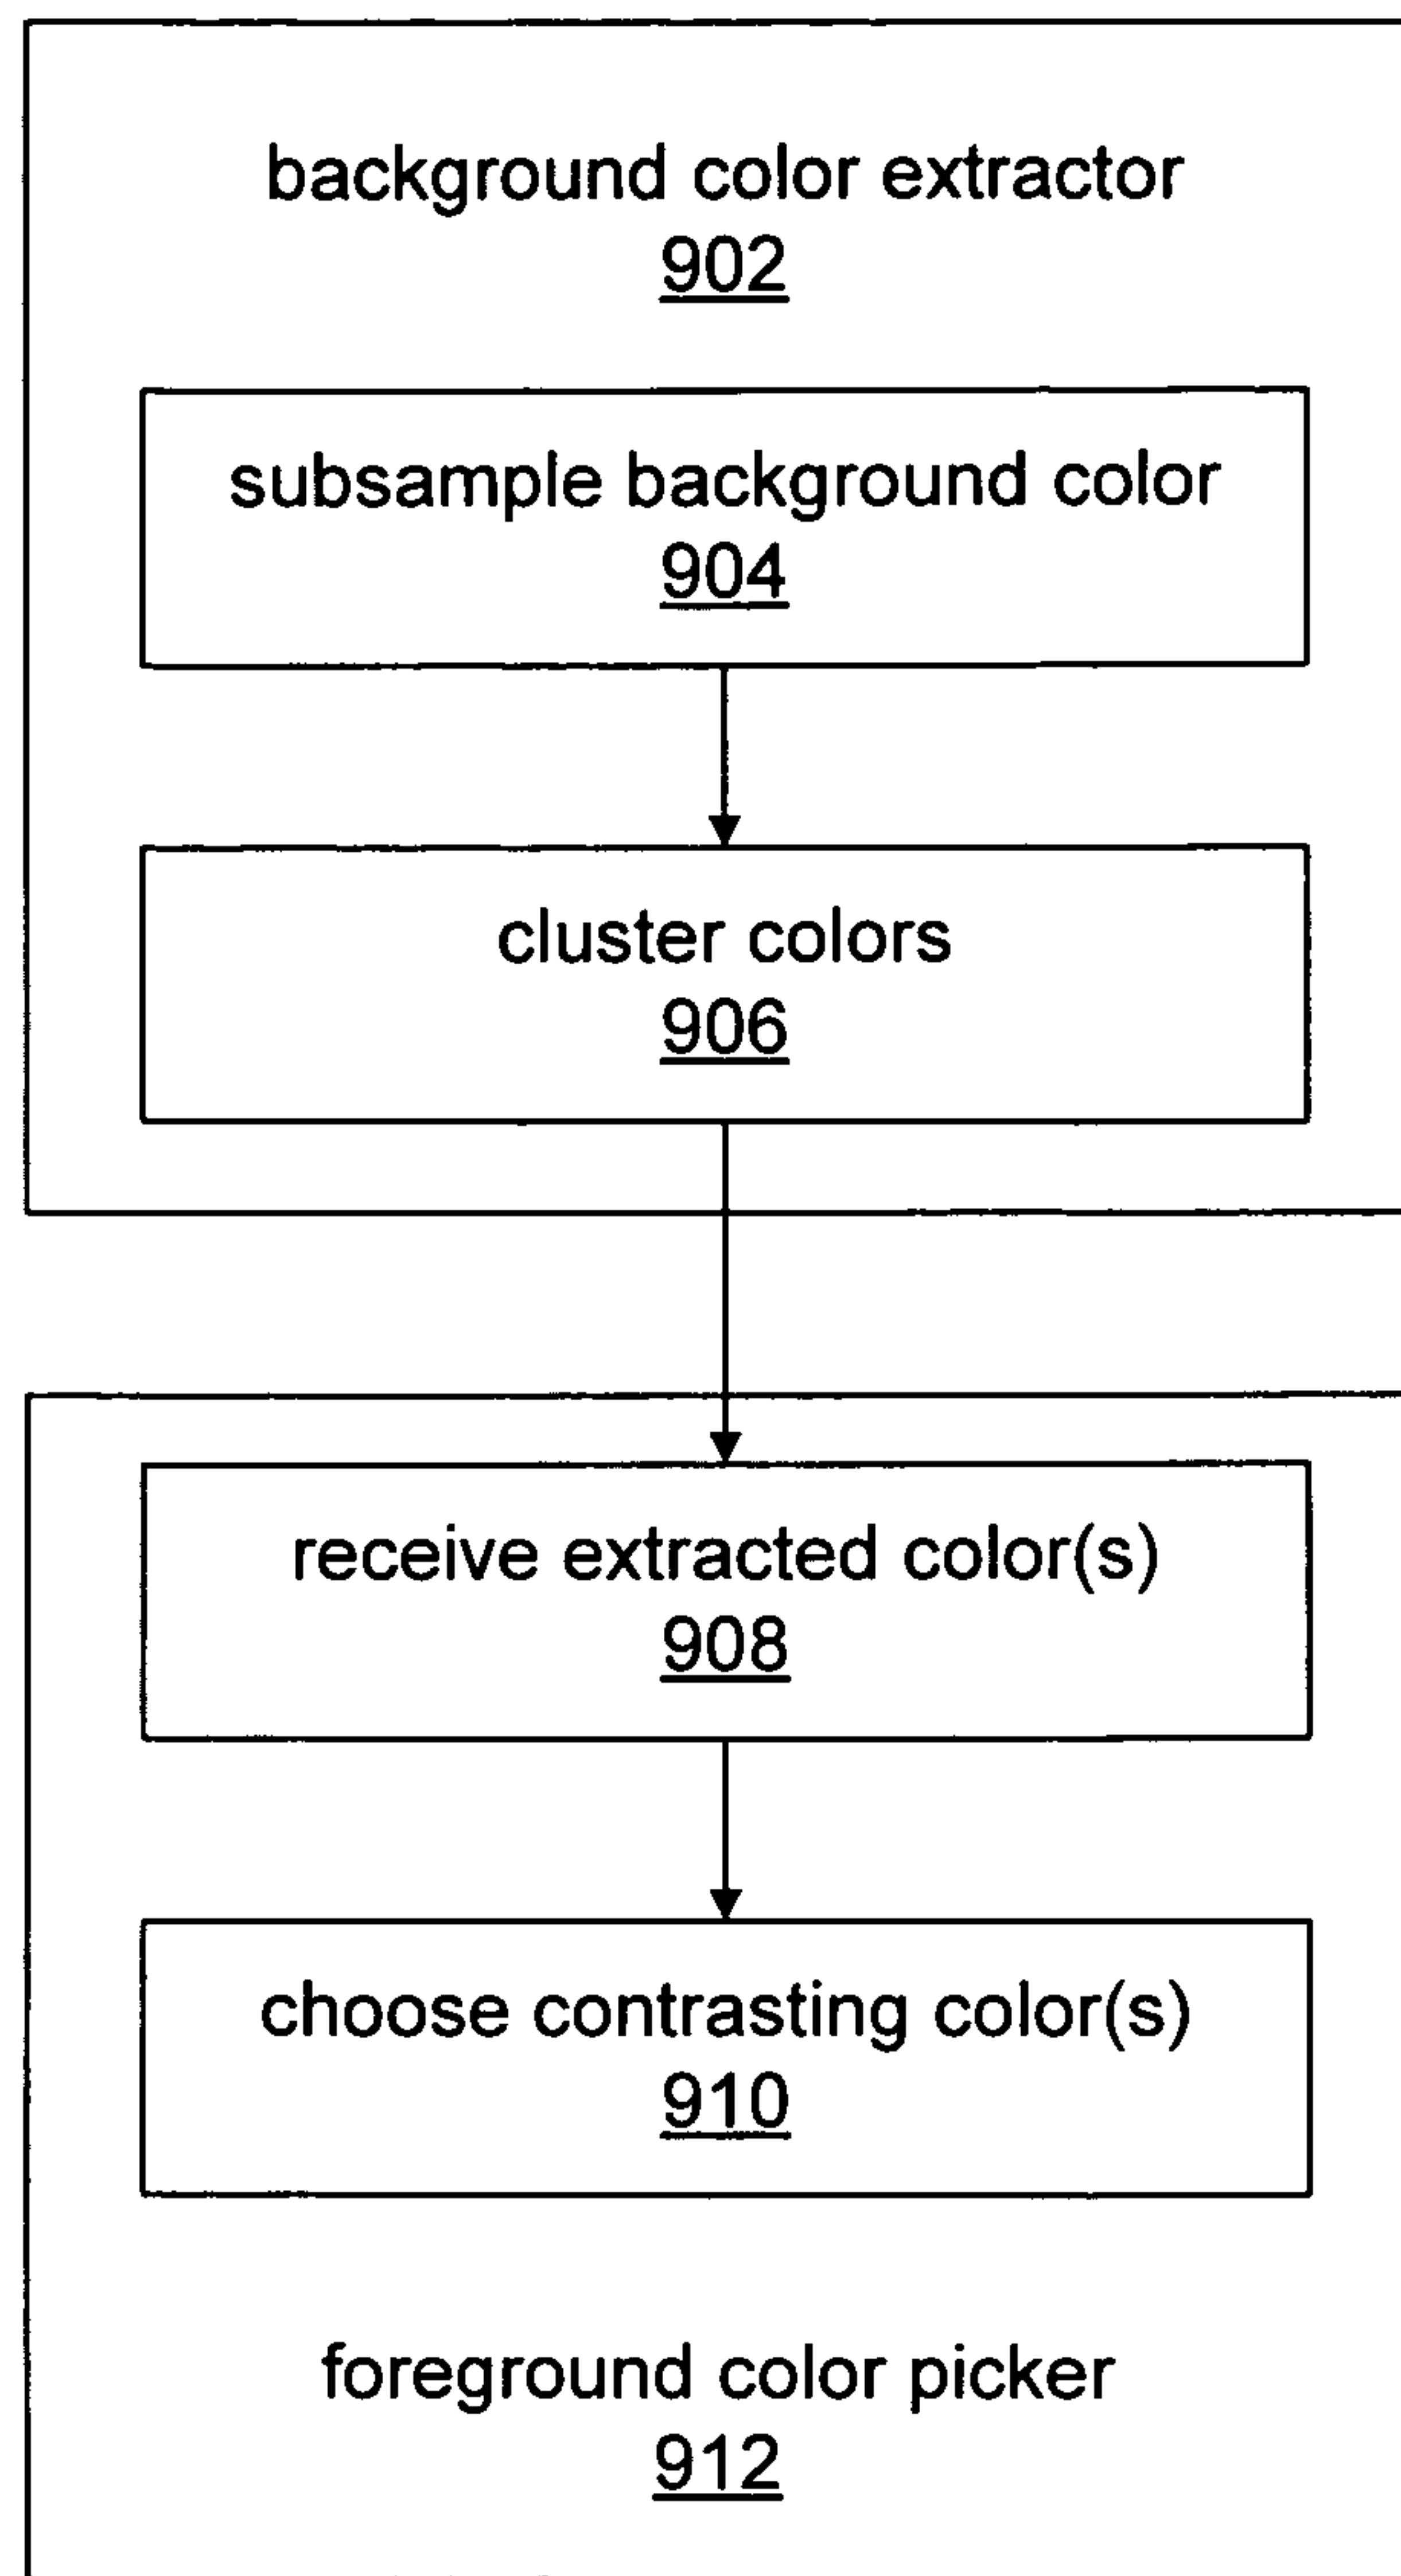 background color extractor
902
subsample background color
904
cluster colors
906
receive extracted color(s)
908
choose contrasting color(s)
910
foreground color picker
912